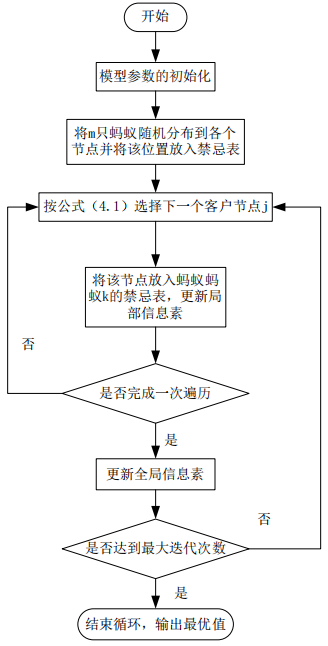 开始
模型参数的初始化
将m只蚂蚁随机分布到各个
节点并将该位置放入禁忌表
按公式（4.1）选择下一个客户节点j
将该节点放入蚂蚁蚂
蚁k的禁忌表，更新局
部信息素
否
是否完成一次遍历
是
更新全局信息素
否
是否达到最大迭代次数
是
结束循环，输出最优值